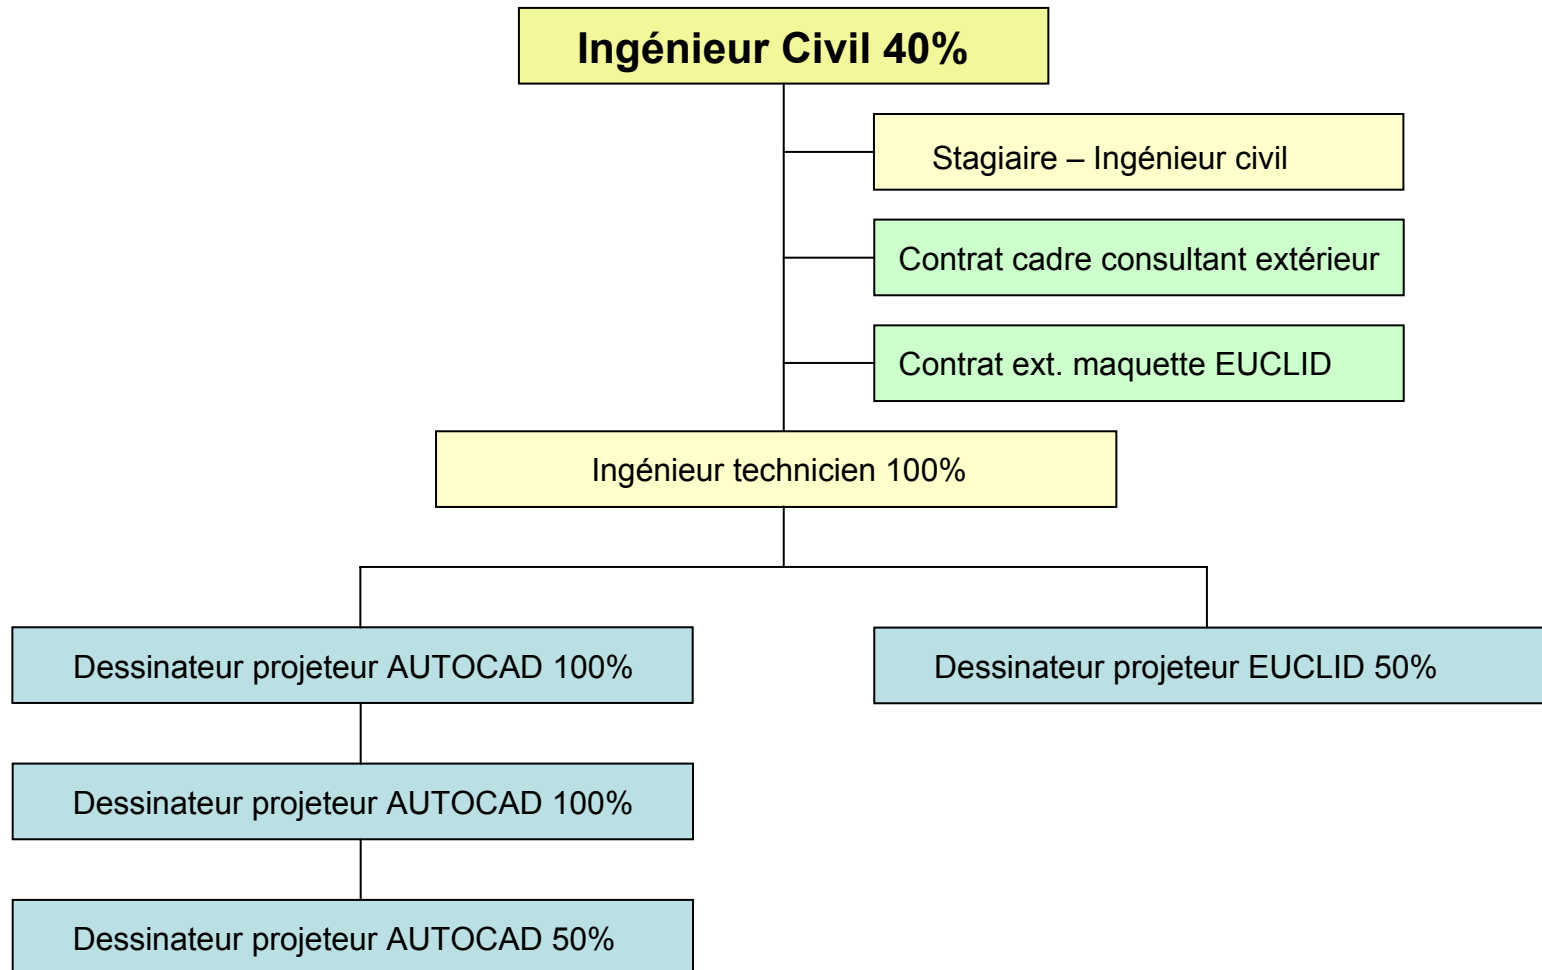 Ingénieur Civil 40%
Stagiaire – Ingénieur civil
Contrat cadre consultant extérieur
Contrat ext. maquette EUCLID
Ingénieur technicien 100%
Dessinateur projeteur AUTOCAD 100%
Dessinateur projeteur EUCLID 50%
Dessinateur projeteur AUTOCAD 100%
Dessinateur projeteur AUTOCAD 50%